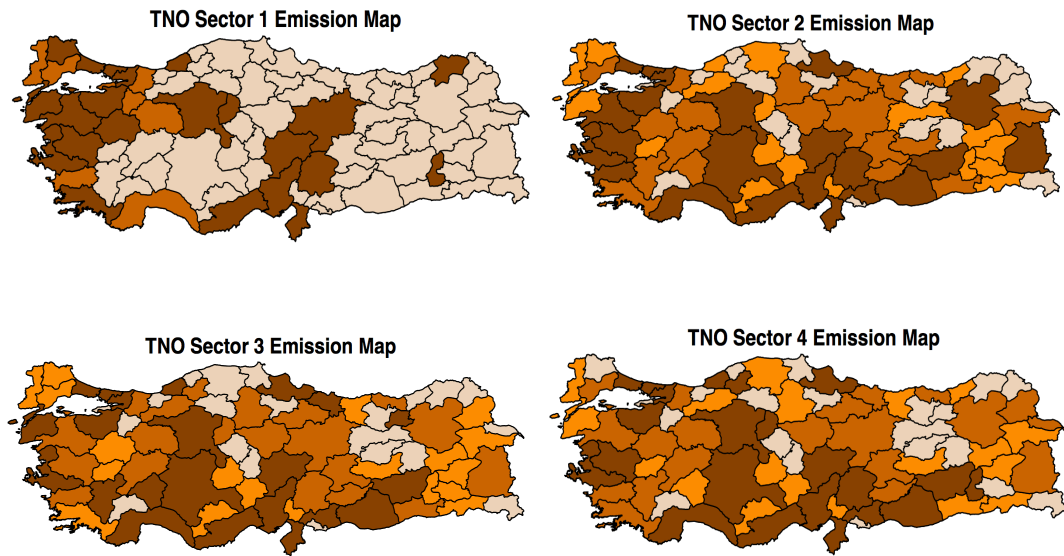 TNO Sector 1 Emission Map
TNO Sector 2 Emission Map
TNO Sector 3 Emission Map
TNO Sector 4 Emission Map